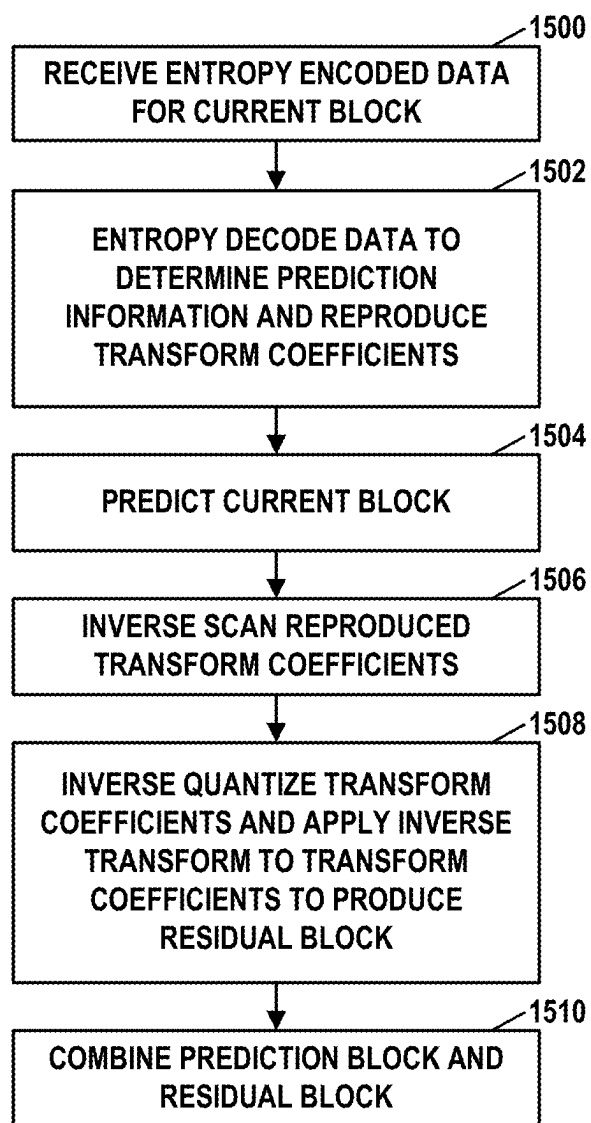 1500
RECEIVE ENTROPY ENCODED DATA
FOR CURRENT BLOCK
1502
ENTROPY DECODE DATA TO
DETERMINE PREDICTION
INFORMATION AND REPRODUCE
TRANSFORM COEFFICIENTS
1504
PREDICT CURRENT BLOCK
1506
INVERSE SCAN REPRODUCED
TRANSFORM COEFFICIENTS
1508
INVERSE QUANTIZE TRANSFORM
COEFFICIENTS AND APPLY INVERSE
TRANSFORM TO TRANSFORM
COEFFICIENTS TO PRODUCE
RESIDUAL BLOCK
1510
COMBINE PREDICTION BLOCK AND
RESIDUAL BLOCK